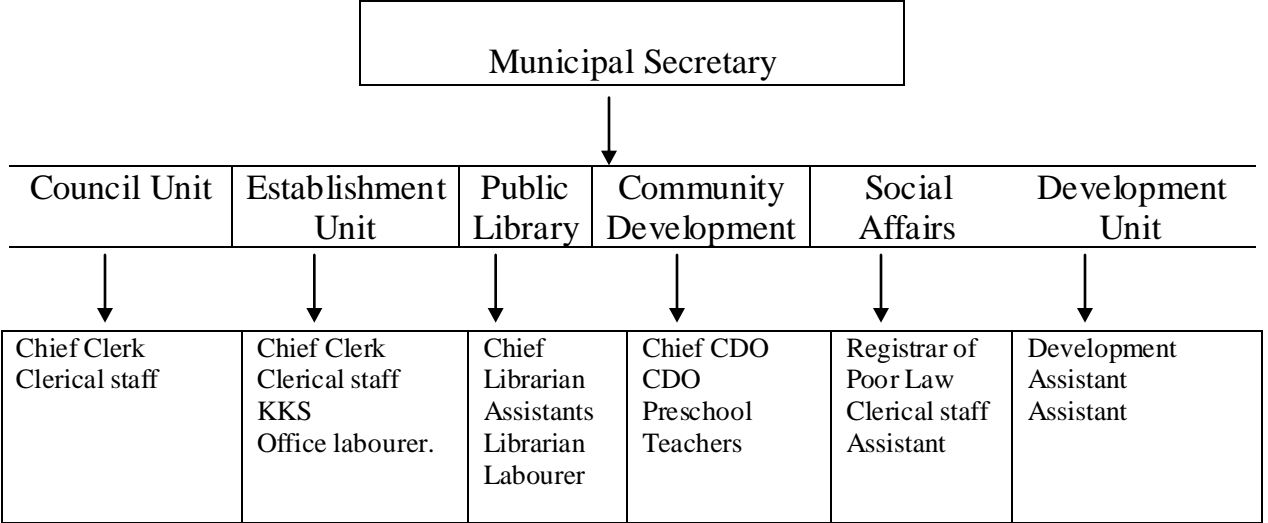 Municipal Secretary
Council Unit
Establishment
Unit
Public
Library
Community
Development
Social
Affairs
Development
Unit
Chief Clerk
Clerical staff
Chief Clerk
Clerical staff
KKS
Office labourer.
Chief
Librarian
Assistants
Librarian
Labourer
Chief CDO
CDO
Preschool
Teachers
Registrar of
Poor Law
Clerical staff
Assistant
Development
Assistant
Assistant